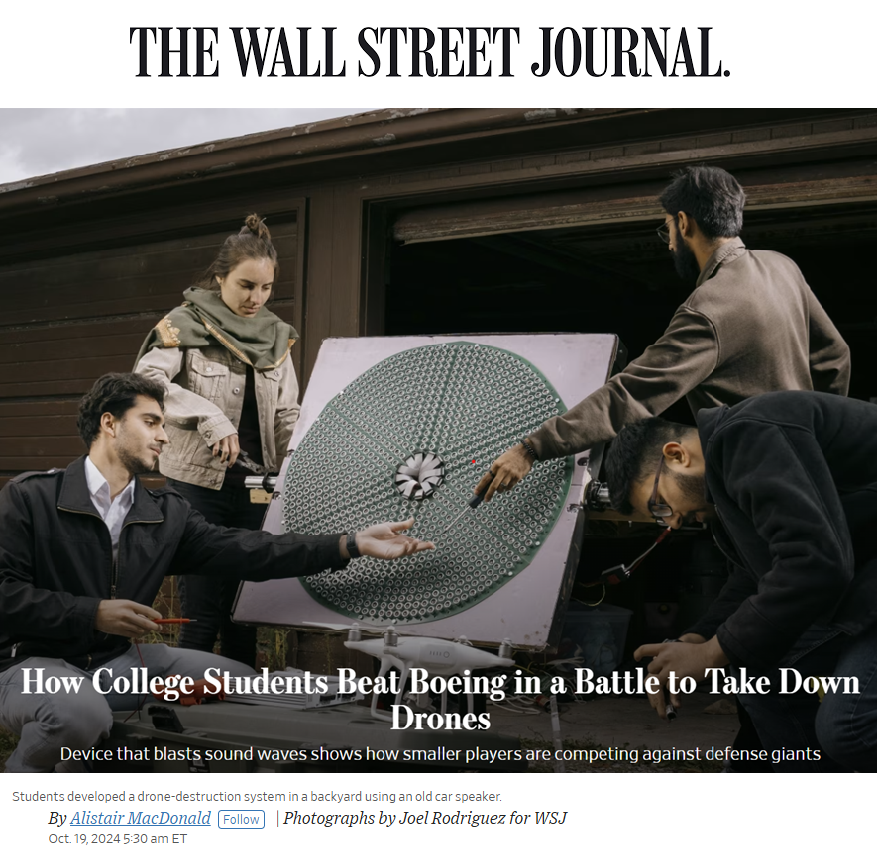 THE WALL STREET JOURNAL.
How College Students Beat Boeing in a Battle to Take Down
Drones
Device that blasts sound waves shows how smaller players are competing against defense giants
Students developed a drone-destruction system in a backyard using an old car speaker.
By Alistair MacDonald Follow | Photographs by Joel Rodriguez for WSJ
Oct. 19, 2024 5:30 am ET